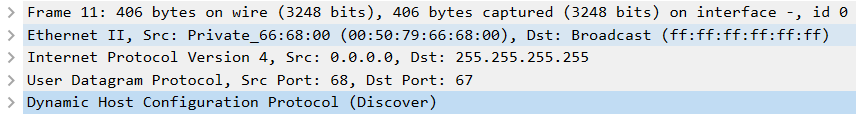 Frame 11: 406 bytes on wire (3248 bits), 406 bytes captured (3248 bits) on interface -, id 0
Ethernet II, Src: Private_66:68:00 (00:50:79:66:68:00), Dst: Broadcast (ff:ff:ff:ff:ff:ff)
Internet Protocol Version 4, Src: 0.0.0.0, Dst: 255.255.255.255
User Datagram Protocol, Src Port: 68, Dst Port: 67
Dynamic Host Configuration Protocol (Discover)